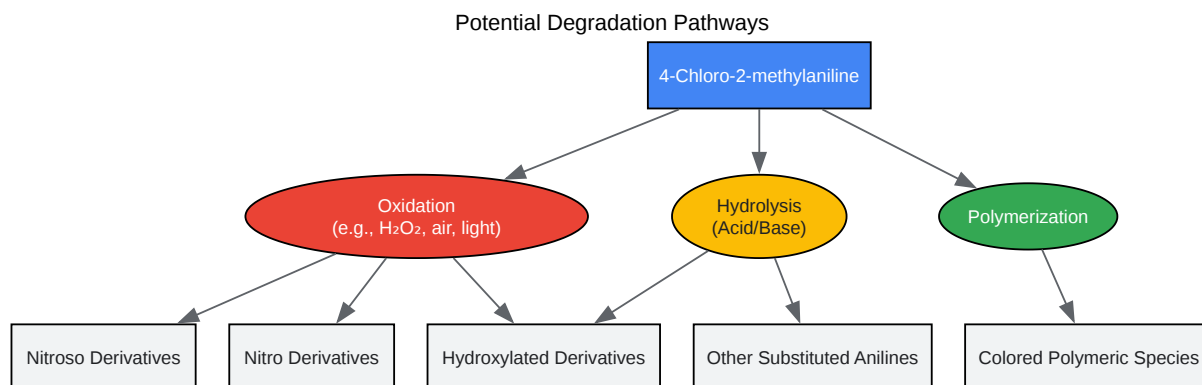 Potential Degradation Pathways
4-Chloro-2-methylaniline
Oxidation
(e.g., H₂O₂, air, light)
Hydrolysis
(Acid/Base)
Polymerization
Nitroso Derivatives
Nitro Derivatives
Hydroxylated Derivatives
Other Substituted Anilines
Colored Polymeric Species